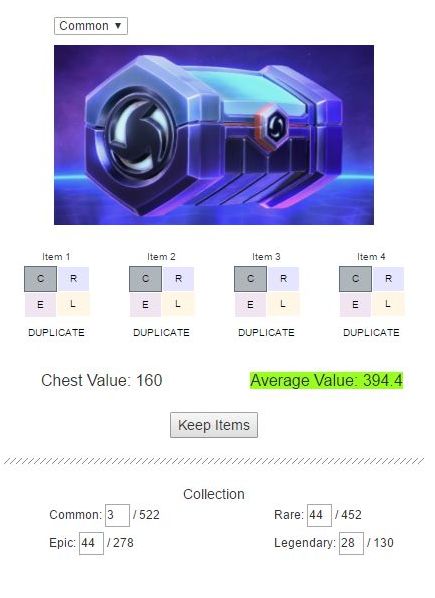 Common ▼
Item 1 Item 2 Item 3 Item 4
C R C R C R C R
E L E L E L E L
DUPLICATE DUPLICATE DUPLICATE DUPLICATE
Chest Value: 160 Average Value: 394.4
Keep Items
Collection
Common: 3 / 522 Rare: 44 / 452
Epic: 44 / 278 Legendary: 28 / 130